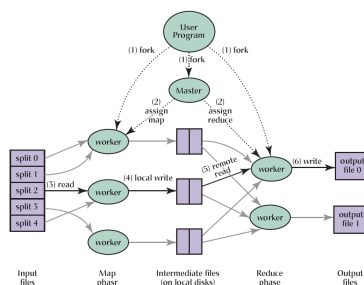 User
Program
(1) fork
(1) fork
(1) fork
Master
(2)
assign
map
(2)
assign
reduce
worker
split 0
split 1
split 2
split 3
split 4
(3) read
worker
(4) local write
(5) remote
read
worker
(6) write
output
file 0
worker
output
file 1
worker
Input
files
Map
phase
Intermediate files
(on local disks)
Reduce
phase
Output
files